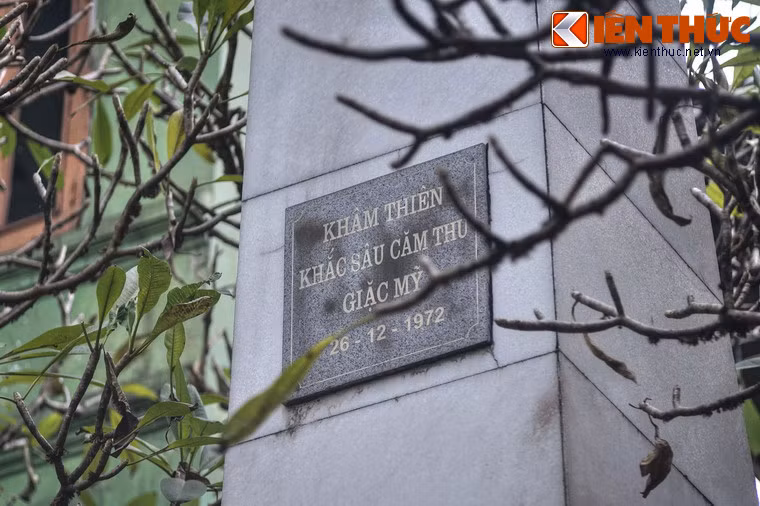 KIẾN THỨC
www.kienthuc.net.vn
KHÂM THIÊN
KHẮC SÂU CĂM THÙ
GIẶC MỸ
26 - 12 - 1972